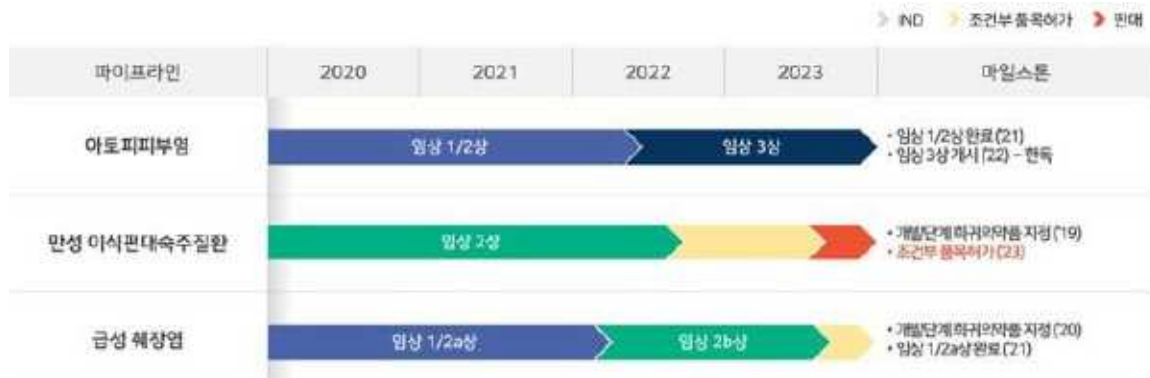 IND 조건부 품목허가 판매
파이프라인 2020 2021 2022 2023 마일스톤
아토피피부염 임상 1/2상 임상 3상
• 임상 1/2상 완료('21)
• 임상 3상 개시('22) – 한독
만성 이식편대숙주질환 임상 2상
• 개발단계 희귀의약품 지정('19)
• 조건부 품목허가('23)
급성 췌장염 임상 1/2a상 임상 2b상
• 개발단계 희귀의약품 지정('20)
• 임상 1/2a상 완료('21)